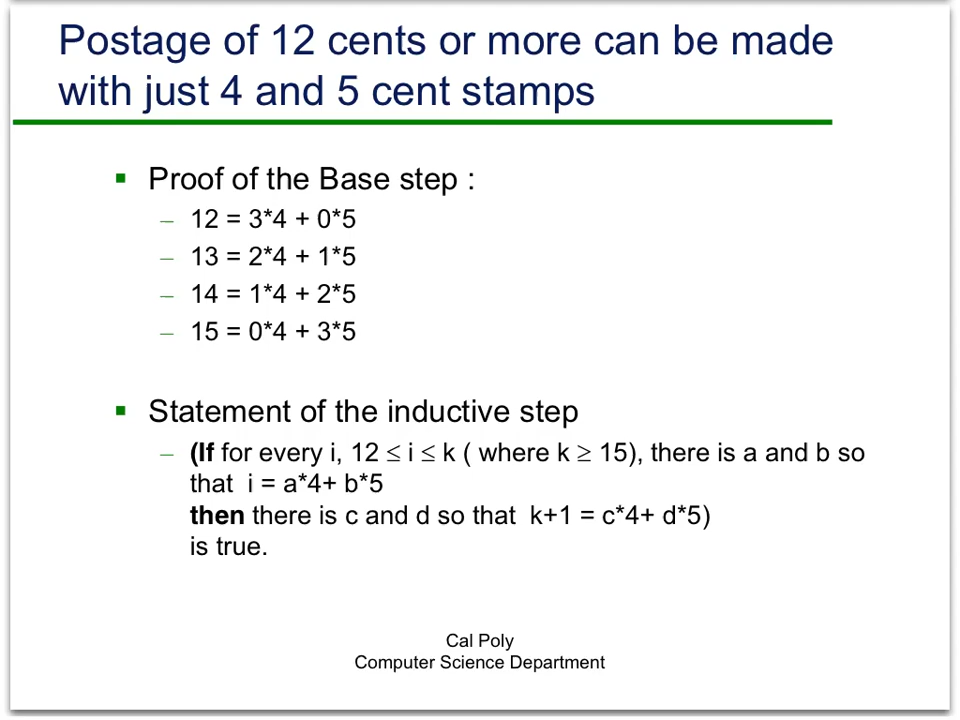 Postage of 12 cents or more can be made
with just 4 and 5 cent stamps
▪ Proof of the Base step :
– 12 = 3*4 + 0*5
– 13 = 2*4 + 1*5
– 14 = 1*4 + 2*5
– 15 = 0*4 + 3*5
▪ Statement of the inductive step
– (If for every i, 12 ≤ i ≤ k ( where k ≥ 15), there is a and b so
that i = a*4+ b*5
then there is c and d so that k+1 = c*4+ d*5)
is true.
Cal Poly
Computer Science Department